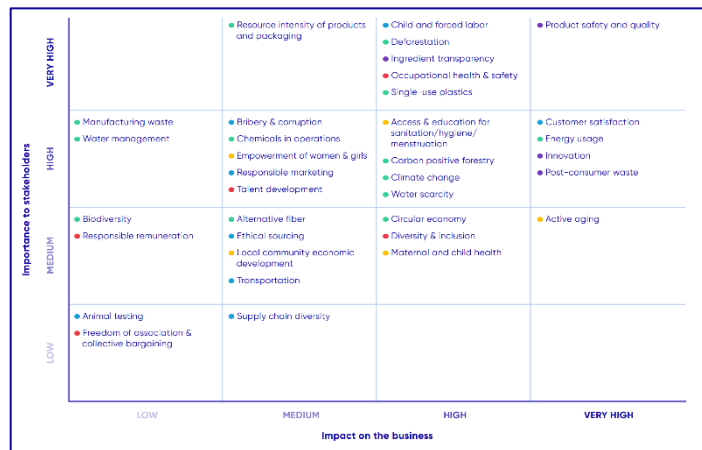 Importance to stakeholders
VERY HIGH
Resource intensity of products
and packaging
Child and forced labor
Deforestation
Ingredient transparency
Occupational health & safety
Single-use plastics
Product safety and quality
HIGH
Manufacturing waste
Water management
Bribery & corruption
Chemicals in operations
Empowerment of women & girls
Responsible marketing
Talent development
Access & education for
sanitation/hygiene/
menstruation
Carbon positive forestry
Climate change
Water scarcity
Customer satisfaction
Energy usage
Innovation
Post-consumer waste
MEDIUM
Biodiversity
Responsible remuneration
Alternative fiber
Ethical sourcing
Local community economic
development
Transportation
Circular economy
Diversity & inclusion
Maternal and child health
Active aging
LOW
Animal testing
Freedom of association &
collective bargaining
Supply chain diversity
LOW
MEDIUM
HIGH
VERY HIGH
Impact on the business